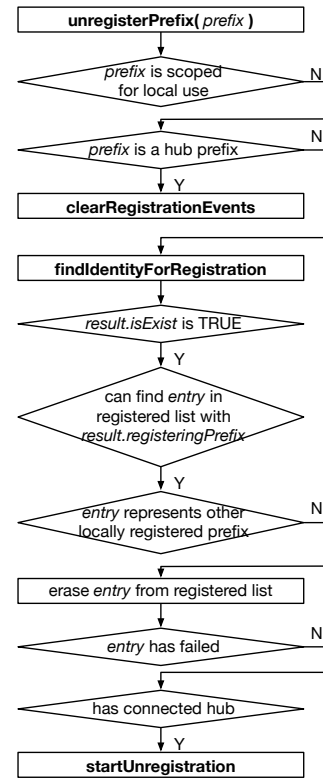 unregisterPrefix( prefix )
prefix is scoped
for local use
N
prefix is a hub prefix
N
Y
clearRegistrationEvents
findIdentityForRegistration
result.isExist is TRUE
Y
can find entry in
registered list with
result.registeringPrefix
Y
entry represents other
locally registered prefix
N
erase entry from registered list
entry has failed
N
has connected hub
Y
startUnregistration